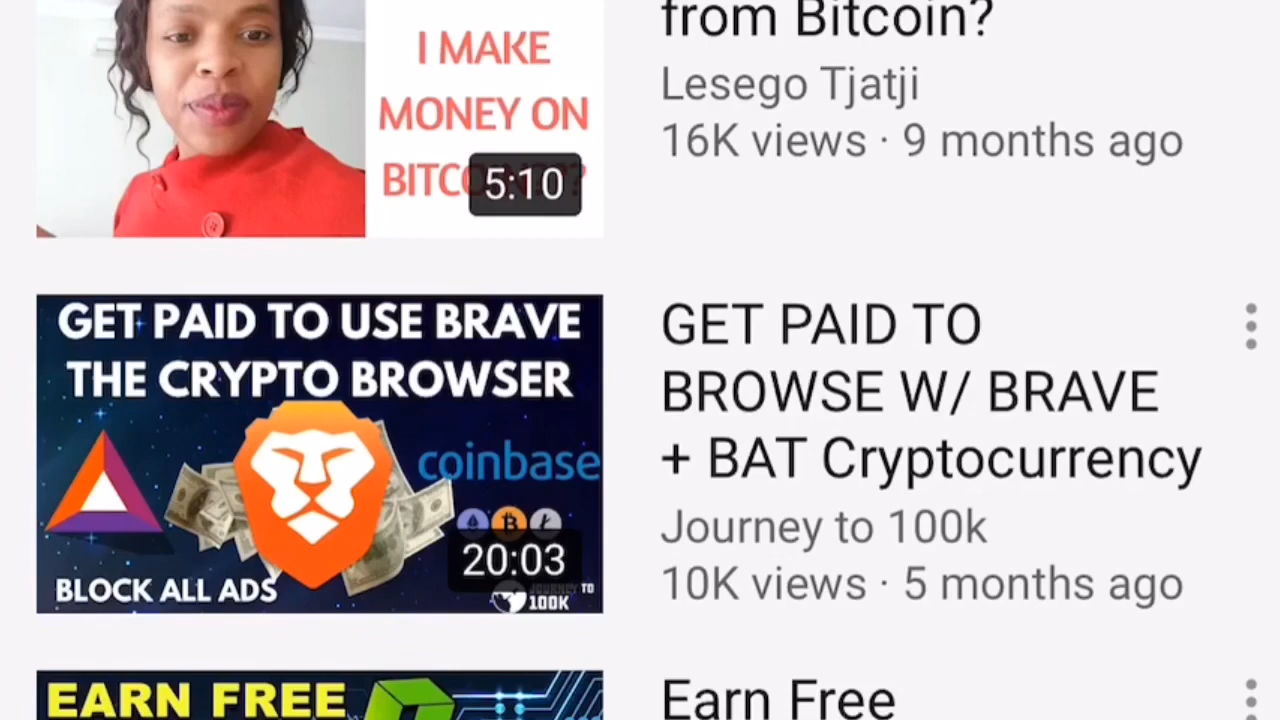 I MAKE
MONEY ON
5:10
from Bitcoin?
Lesego Tjatji
16K views · 9 months ago
GET PAID TO USE BRAVE
THE CRYPTO BROWSER
coinbase
20:03
BLOCK ALL ADS
JOURNEY TO
100K
GET PAID TO
BROWSE W/ BRAVE
+ BAT Cryptocurrency
Journey to 100k
10K views · 5 months ago
EARN FREE
Earn Free